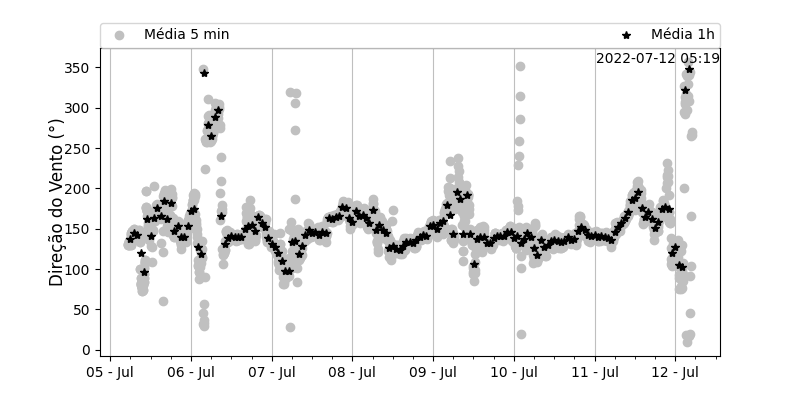 Média 5 min
Média 1h
2022-07-12 05:19
Direção do Vento (°)
350
300
250
200
150
100
50
0
05 - Jul
06 - Jul
07 - Jul
08 - Jul
09 - Jul
10 - Jul
11 - Jul
12 - Jul